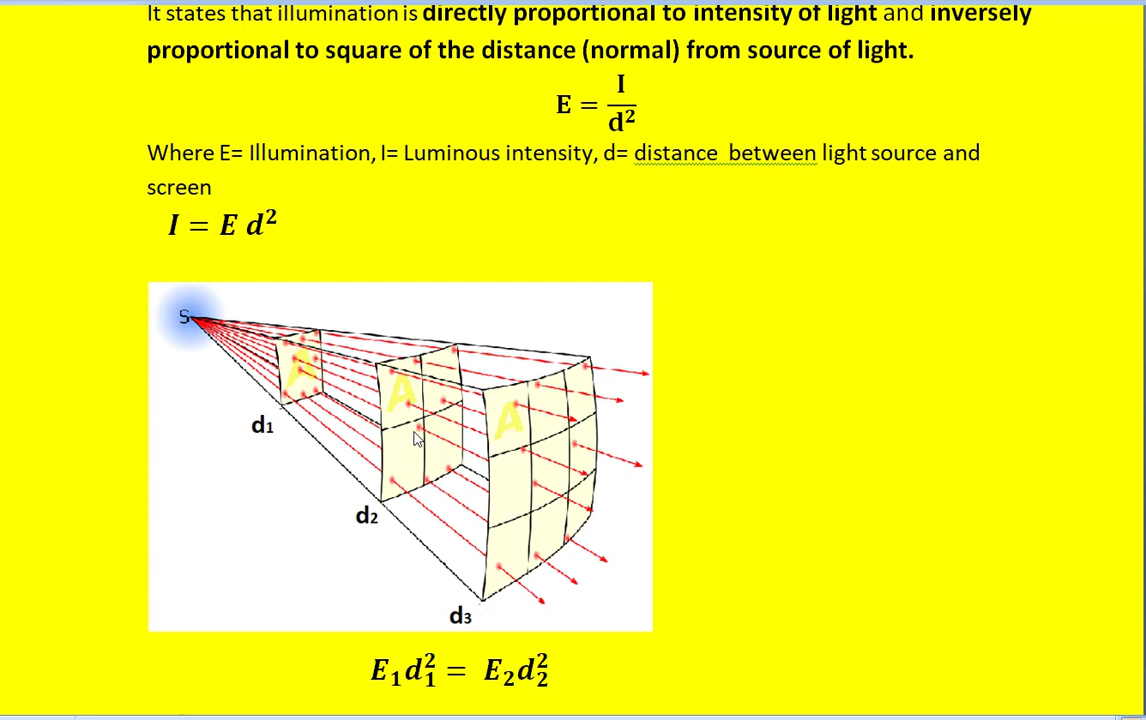 It states that illumination is directly proportional to intensity of light and inversely
proportional to square of the distance (normal) from source of light.
E = I/d²
Where E= Illumination, I= Luminous intensity, d= distance between light source and
screen
I = E d²
S
A
A
A
d₁
d₂
d₃
E₁d₁² = E₂d₂²